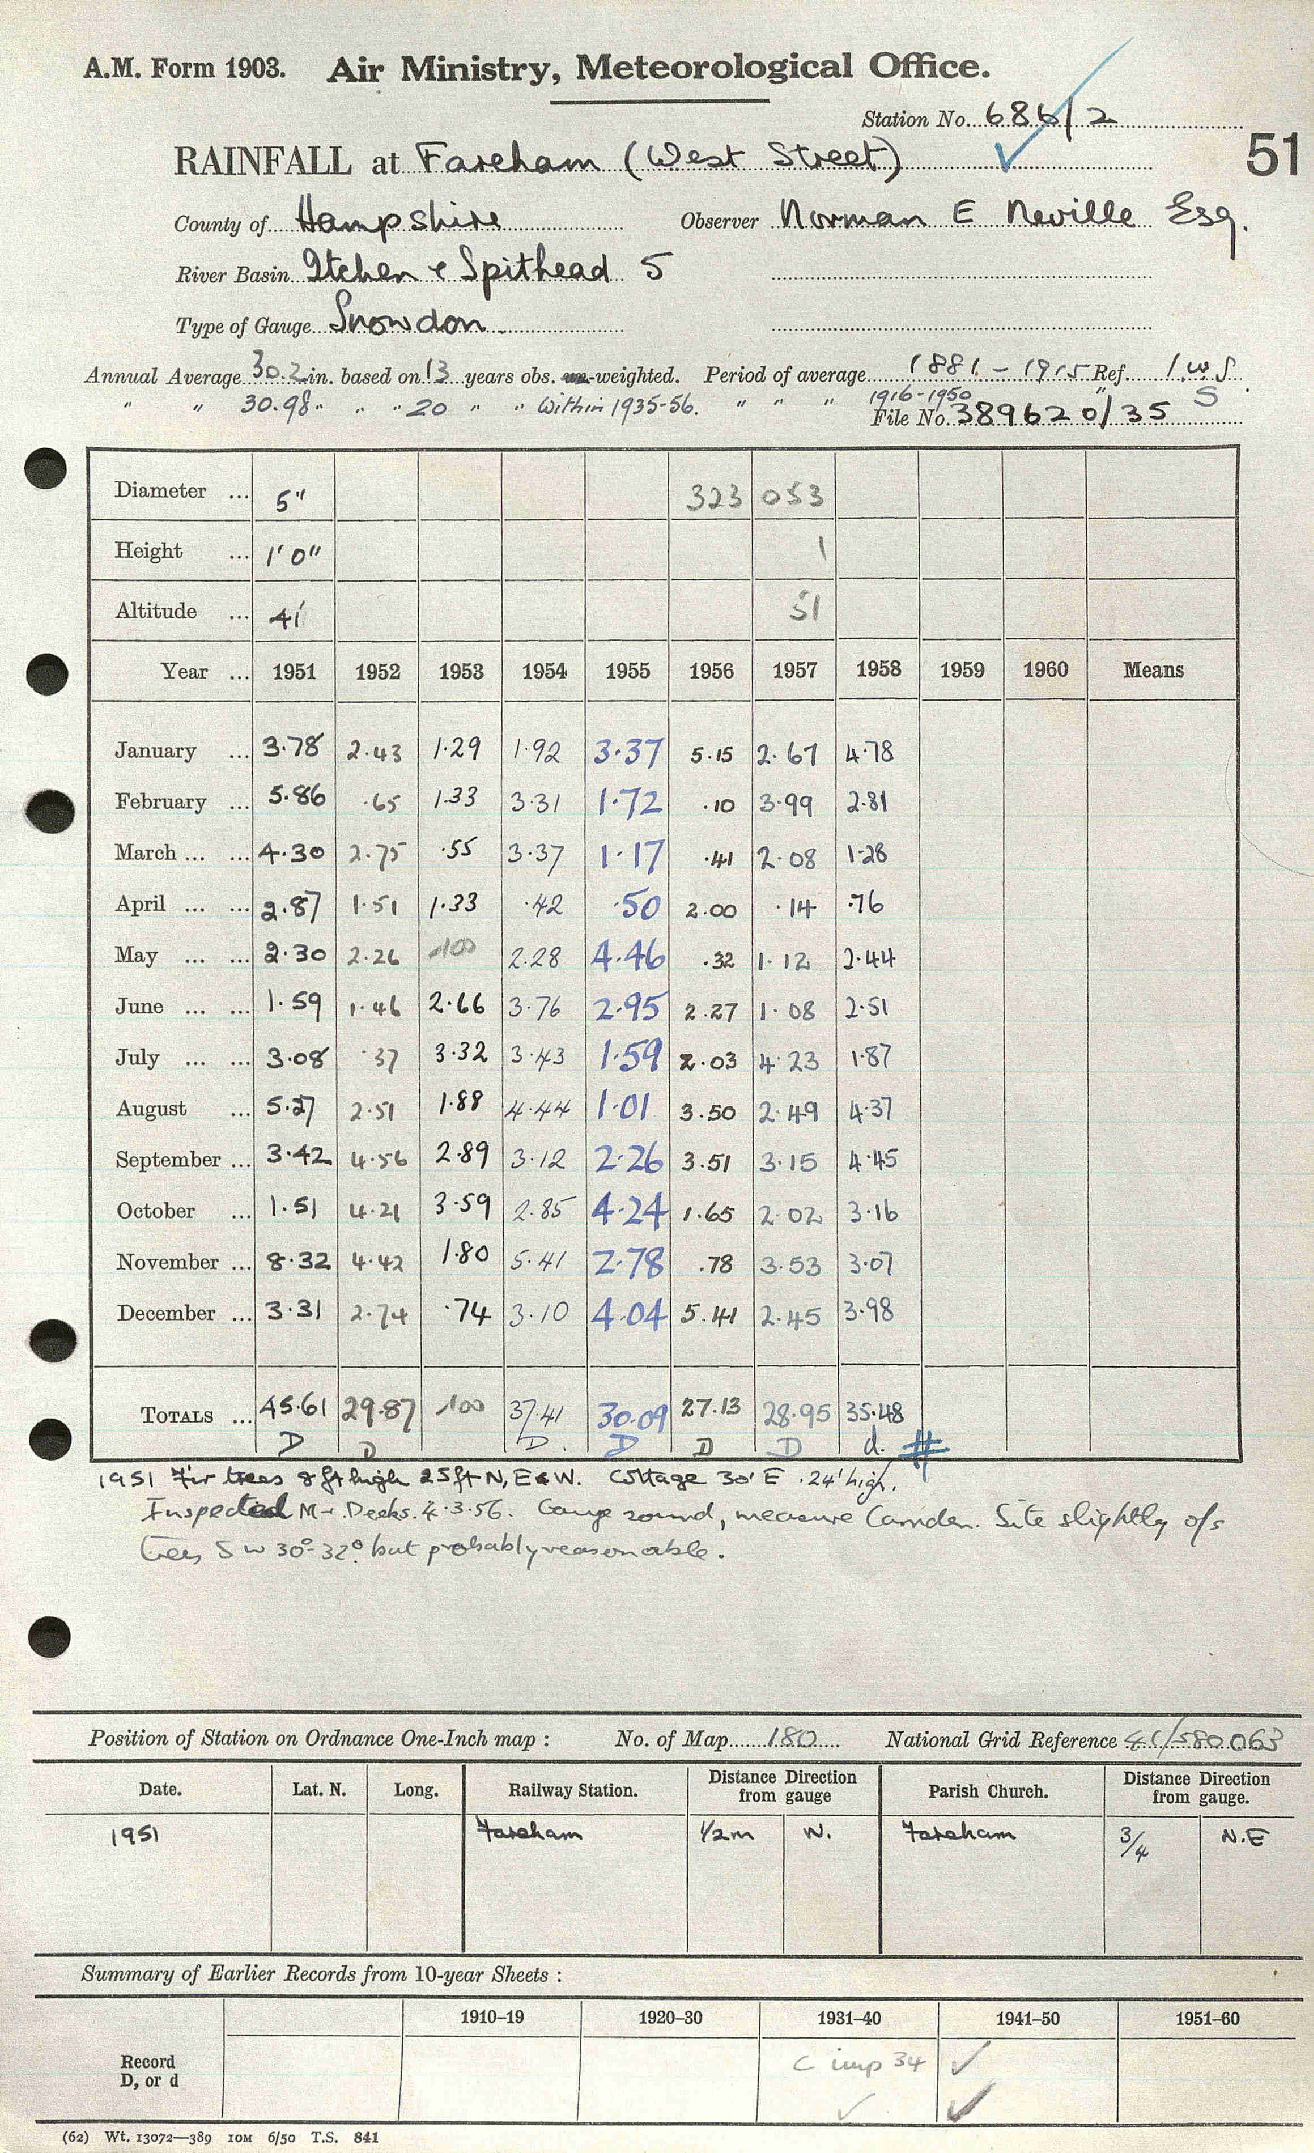 A.M. Form 1903. Air Ministry, Meteorological Office.
Station No. 686/2
RAINFALL at Fareham (West Street) 51
County of Hampshire Observer Norman E Neville Esq.
River Basin Itchen & Spithead 5
Type of Gauge Snowdon
Annual Average 30.2 in. based on 13 years obs. un-weighted. Period of average 1881-1915 Ref. I.W.S.
" " 30.98 " " " 20 " " Within 1935-56. " " " 1916-1950 " S
File No. 389620/35
Diameter ... 5" 323 053
Height ... 1'0" 1
Altitude ... 41' 51
Year ... 1951 1952 1953 1954 1955 1956 1957 1958 1959 1960 Means
January ... 3.78 2.43 1.29 1.92 3.37 5.15 2.67 4.78
February ... 5.86 .65 1.33 3.31 1.72 .10 3.99 2.81
March ... ... 4.30 2.75 .55 3.37 1.17 .41 2.08 1.28
April ... ... 2.87 1.51 1.33 .42 .50 2.00 .14 .76
May ... ... 2.30 2.26 2.28 4.46 .32 1.12 2.44
June ... ... 1.59 1.46 2.66 3.76 2.95 2.27 1.08 2.51
July ... ... 3.08 .37 3.32 3.43 1.59 2.03 4.23 1.87
August ... 5.27 2.51 1.88 4.44 1.01 3.50 2.49 4.37
September ... 3.42 4.56 2.89 3.12 2.26 3.51 3.15 4.45
October ... 1.51 4.21 3.59 2.85 4.24 1.65 2.02 3.16
November ... 8.32 4.42 1.80 5.41 2.78 .78 3.53 3.07
December ... 3.31 2.74 .74 3.10 4.04 5.41 2.45 3.98
TOTALS ... 45.61 29.87 37.41 30.09 27.13 28.95 35.48
D D D. D D D d. #
1951 Fir trees 8ft high 25ft N, E & W. Cottage 30' E. 24' high.
Inspected Mr. Deeks. 4.3.56. Gauge sound, measure Camden. Site slightly o/s
trees SW 30°-32° but probably reasonable.
Position of Station on Ordnance One-Inch map : No. of Map 180 National Grid Reference 41/580063
Date. Lat. N. Long. Railway Station. Distance from gauge Direction Parish Church. Distance from gauge. Direction
1951 Fareham 1/2m W. Fareham 3/4 N.E
Summary of Earlier Records from 10-year Sheets :
1910–19 1920–30 1931–40 1941–50 1951–60
Record D, or d C imp 34
(62) Wt. 13072—389 10M 6/50 T.S. 841